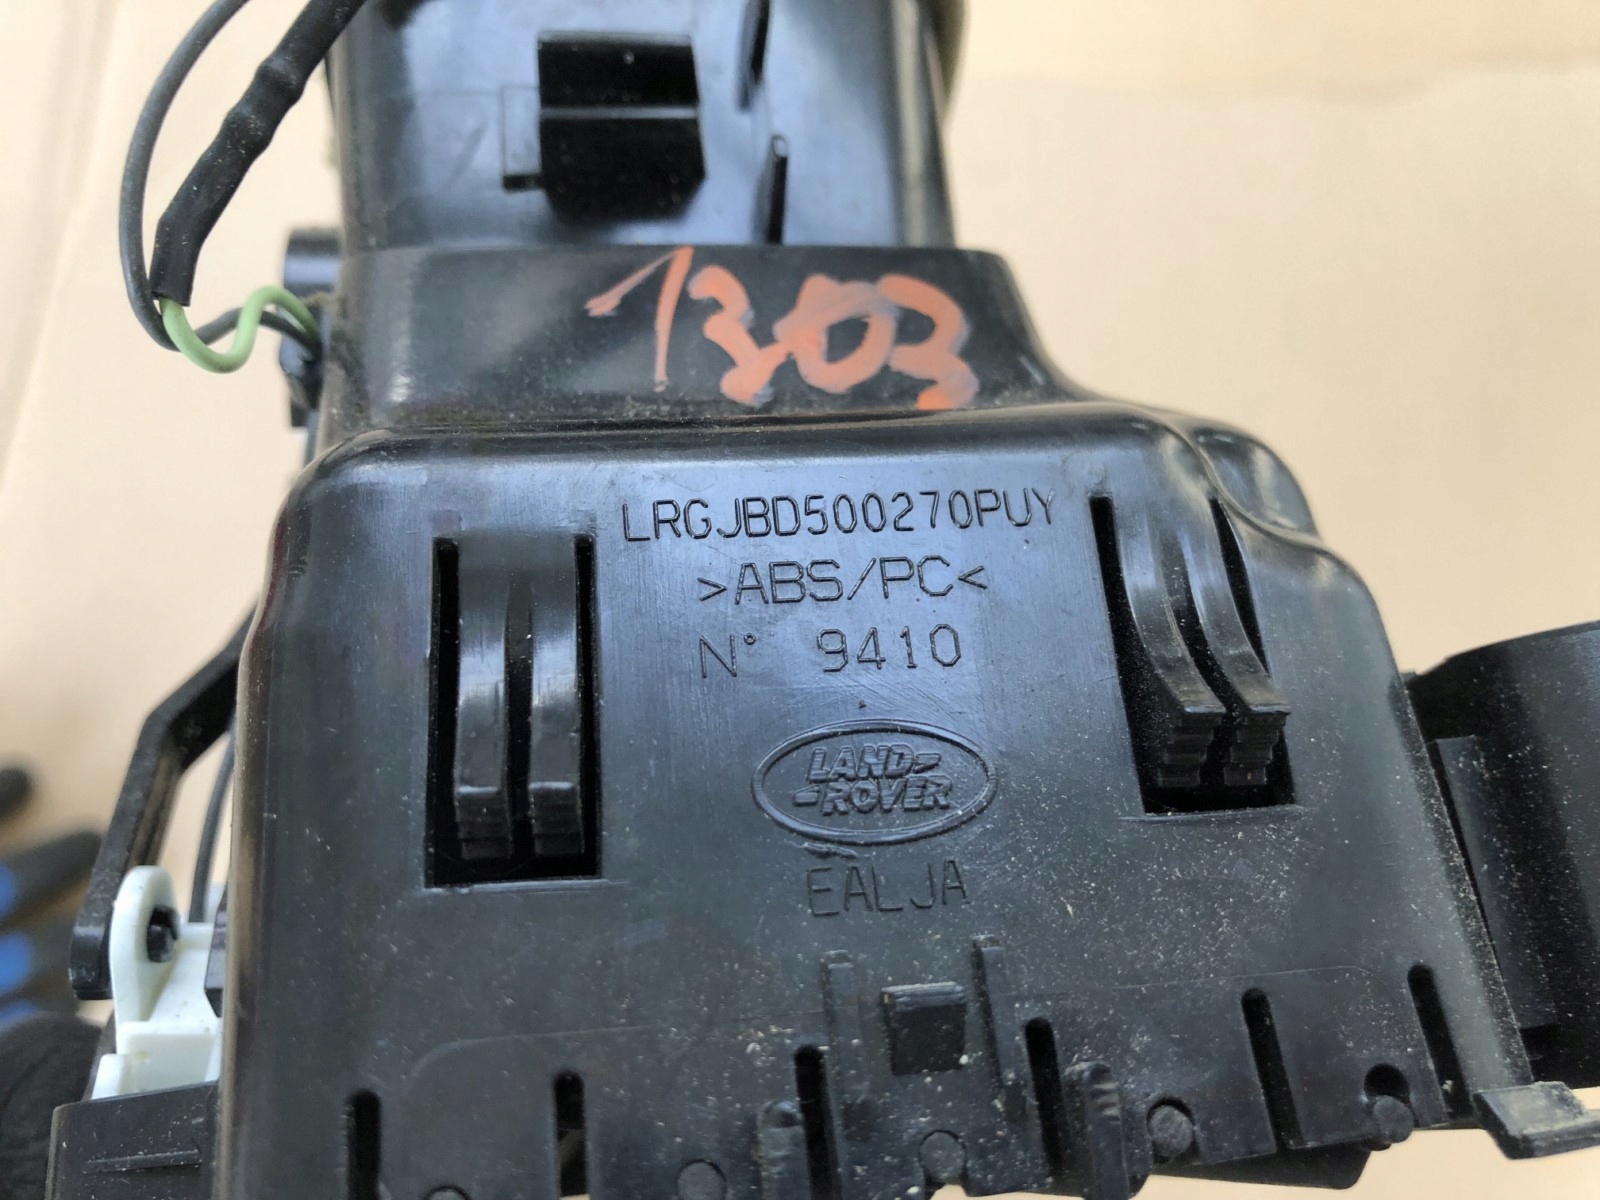 1303
LRGJBD500270PUY
>ABS/PC<
N° 9410
LAND
ROVER
EALJA